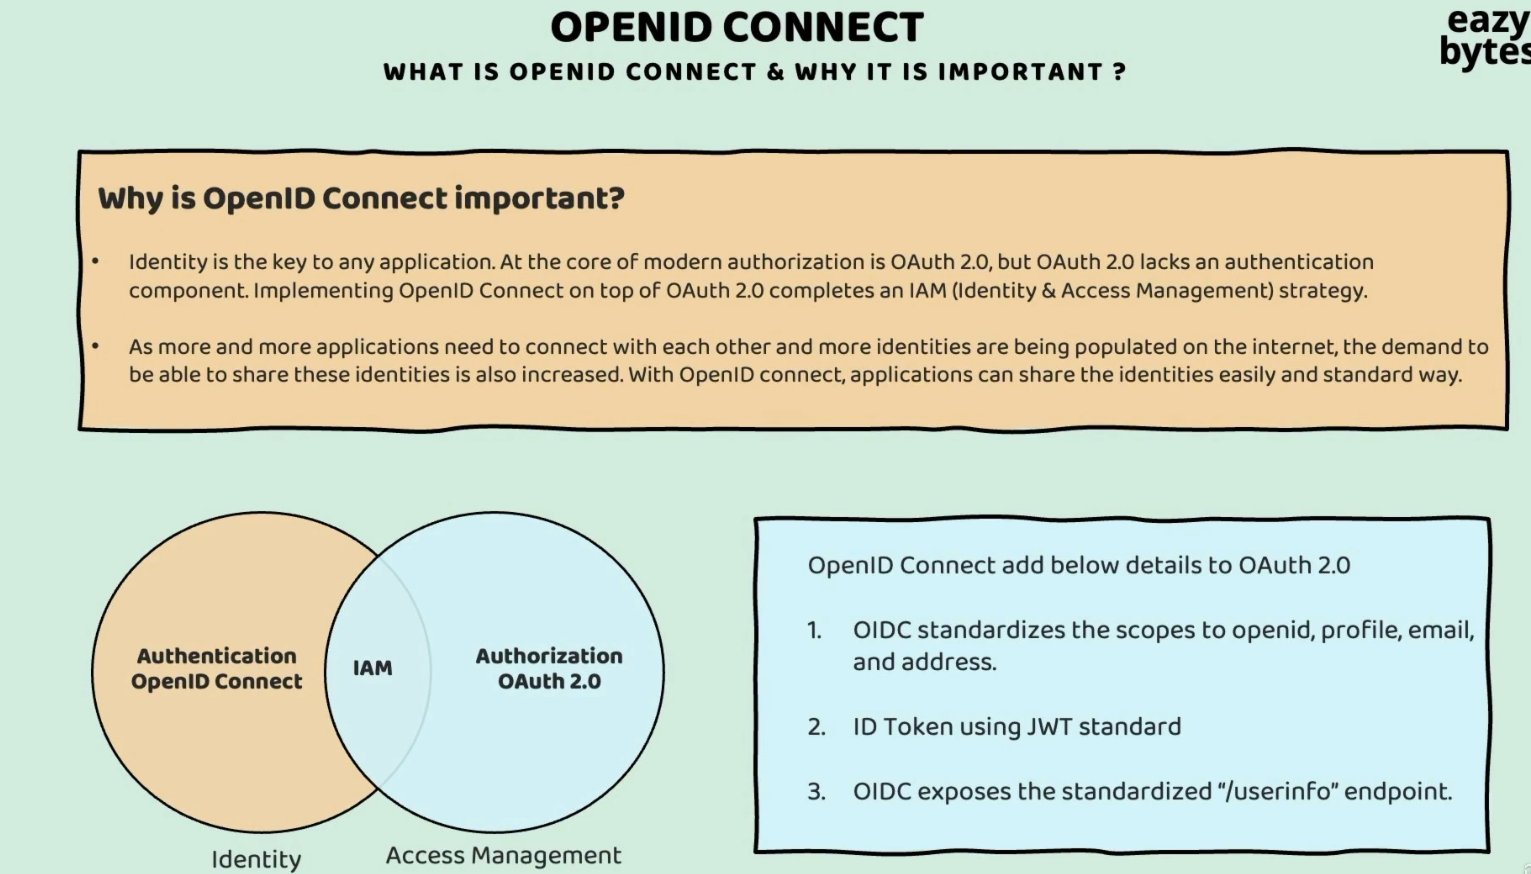 OPENID CONNECT
eazy
bytes
WHAT IS OPENID CONNECT & WHY IT IS IMPORTANT ?
Why is OpenID Connect important?
• Identity is the key to any application. At the core of modern authorization is OAuth 2.0, but OAuth 2.0 lacks an authentication
component. Implementing OpenID Connect on top of OAuth 2.0 completes an IAM (Identity & Access Management) strategy.
• As more and more applications need to connect with each other and more identities are being populated on the internet, the demand to
be able to share these identities is also increased. With OpenID connect, applications can share the identities easily and standard way.
Authentication
OpenID Connect
IAM
Authorization
OAuth 2.0
Identity
Access Management
OpenID Connect add below details to OAuth 2.0
1. OIDC standardizes the scopes to openid, profile, email,
and address.
2. ID Token using JWT standard
3. OIDC exposes the standardized “/userinfo” endpoint.